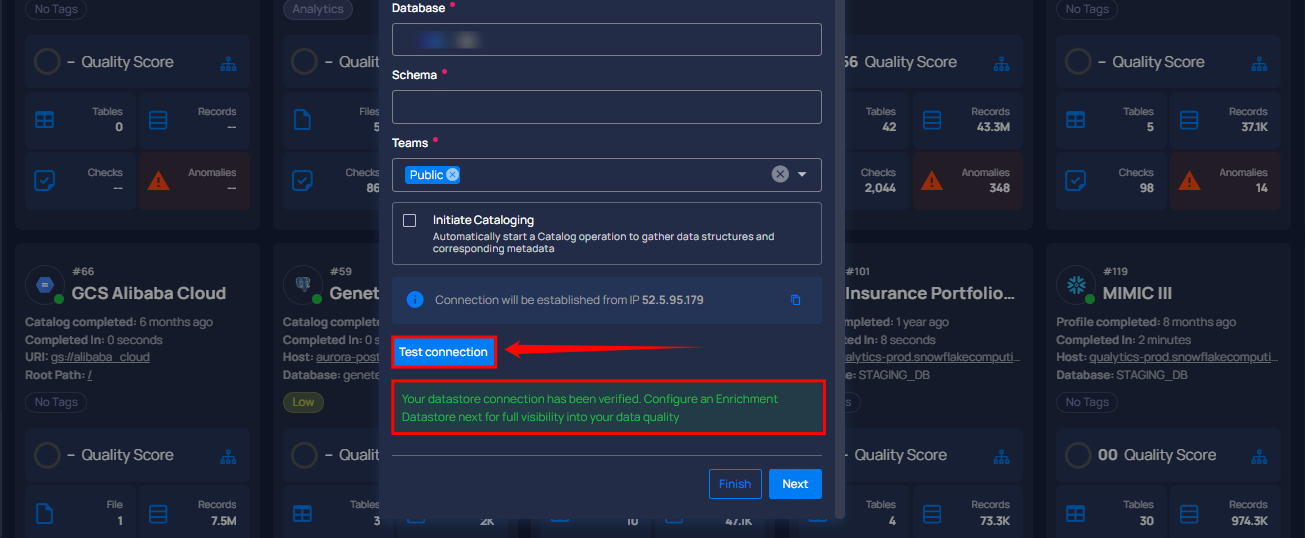 No Tags
Analytics
No Tags
– Quality Score
– Qualit
56 Quality Score
– Quality Score
Tables
0
Records
--
Files
Tables
42
Records
43.3M
Tables
5
Records
37.1K
Checks
--
Anomalies
--
Checks
86
Checks
2,044
Anomalies
348
Checks
98
Anomalies
14
Database *
Schema *
Teams *
Public
Initiate Cataloging
Automatically start a Catalog operation to gather data structures and
corresponding metadata
Connection will be established from IP 52.5.95.179
Test connection
Your datastore connection has been verified. Configure an Enrichment
Datastore next for full visibility into your data quality
Finish
Next
#66
GCS Alibaba Cloud
Catalog completed: 6 months ago
Completed In: 0 seconds
URI: gs://alibaba_cloud
Root Path: /
No Tags
– Quality Score
File
1
Records
7.5M
#59
Genet
Catalog complet
Completed In: 0 s
Host: aurora-post
Database: genete
Low
– Qualit
Tables
3
2K
10
47.1K
#101
Insurance Portfolio...
completed: 1 year ago
In: 8 seconds
alytics-prod.snowflakecomputi...
e: STAGING_DB
– Quality Score
Tables
4
Records
73.3K
#119
MIMIC III
Profile completed: 8 months ago
Completed In: 2 minutes
Host: qualytics-prod.snowflakecomputi...
Database: STAGING_DB
No Tags
00 Quality Score
Tables
30
Records
974.3K